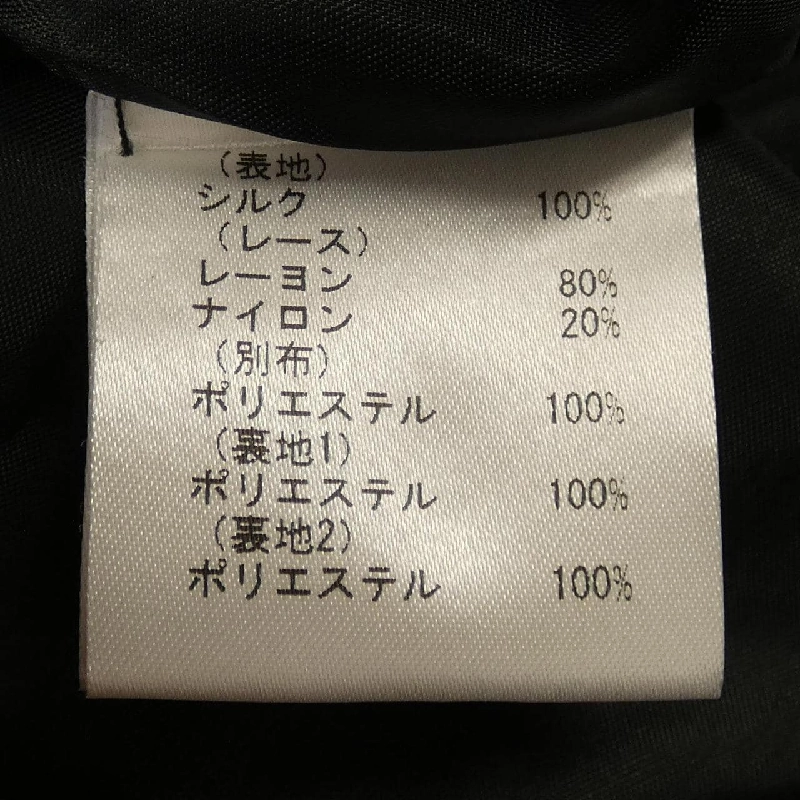 (表地)
シルク 100%
(レース)
レーヨン 80%
ナイロン 20%
(別布)
ポリエステル 100%
(裏地1)
ポリエステル 100%
(裏地2)
ポリエステル 100%